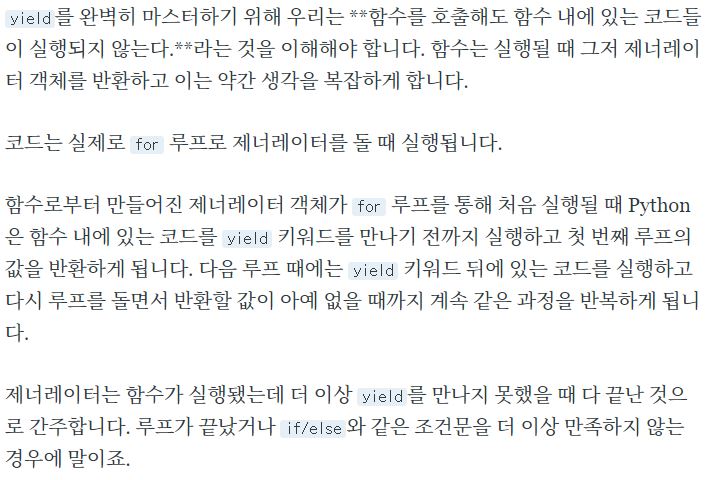 yield를 완벽히 마스터하기 위해 우리는 **함수를 호출해도 함수 내에 있는 코드들
이 실행되지 않는다.**라는 것을 이해해야 합니다. 함수는 실행될 때 그저 제너레이
터 객체를 반환하고 이는 약간 생각을 복잡하게 합니다.
코드는 실제로 for 루프로 제너레이터를 돌 때 실행됩니다.
함수로부터 만들어진 제너레이터 객체가 for 루프를 통해 처음 실행될 때 Python
은 함수 내에 있는 코드를 yield 키워드를 만나기 전까지 실행하고 첫 번째 루프의
값을 반환하게 됩니다. 다음 루프 때에는 yield 키워드 뒤에 있는 코드를 실행하고
다시 루프를 돌면서 반환할 값이 아예 없을 때까지 계속 같은 과정을 반복하게 됩니
다.
제너레이터는 함수가 실행됐는데 더 이상 yield를 만나지 못했을 때 다 끝난 것으
로 간주합니다. 루프가 끝났거나 if/else와 같은 조건문을 더 이상 만족하지 않는
경우에 말이죠.